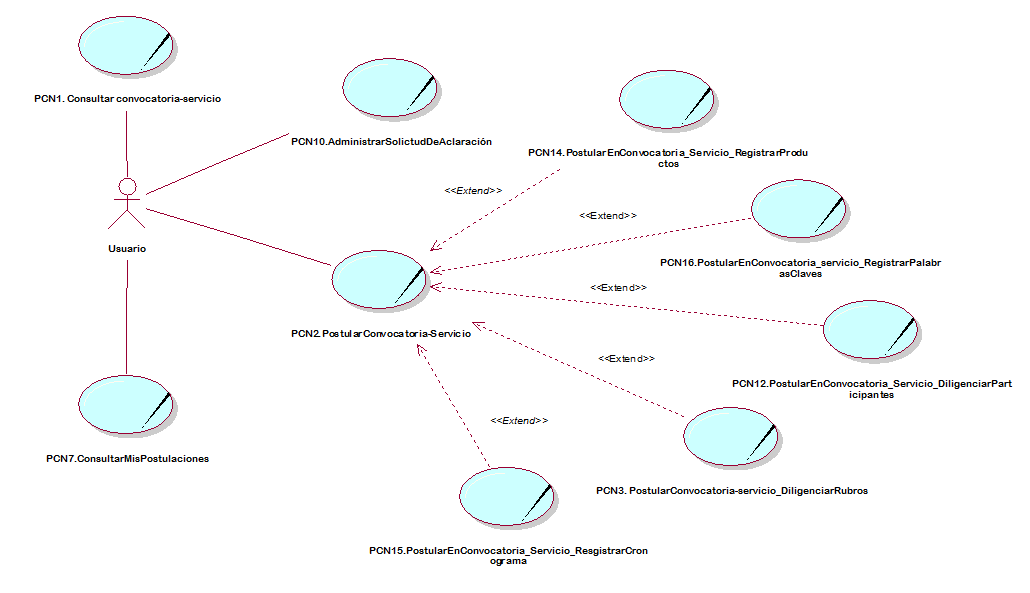 PCN1. Consultar convocatoria-servicio
PCN10.AdministrarSolictudDeAclaración
PCN14.PostularEnConvocatoria_Servicio_RegistrarProdu
ctos
<<Extend>>
<<Extend>>
Usuario
PCN16.PostularEnConvocatoria_servicio_RegistrarPalabr
asClaves
<<Extend>>
PCN2.PostularConvocatoria-Servicio
<<Extend>>
PCN12.PostularEnConvocatoria_Servicio_DiligenciarPart
icipantes
<<Extend>>
PCN7.ConsultarMisPostulaciones
PCN3. PostularConvocatoria-servicio_DiligenciarRubros
PCN15.PostularEnConvocatoria_Servicio_ResgistrarCron
ograma